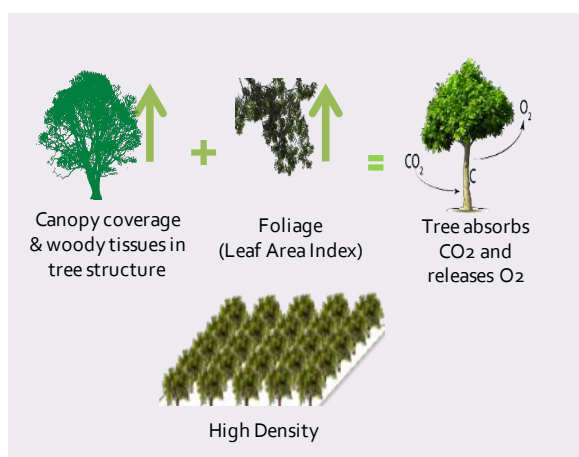 +
=
O₂
CO₂
C
Canopy coverage
& woody tissues in
tree structure
Foliage
(Leaf Area Index)
Tree absorbs
CO2 and
releases O2
High Density